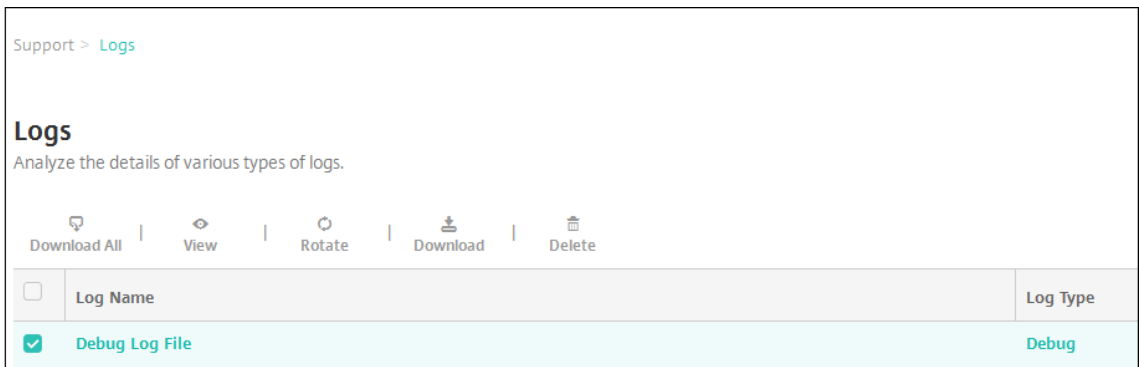 Support > Logs
Logs
Analyze the details of various types of logs.
Download All | View | Rotate | Download | Delete
Log Name Log Type
Debug Log File Debug